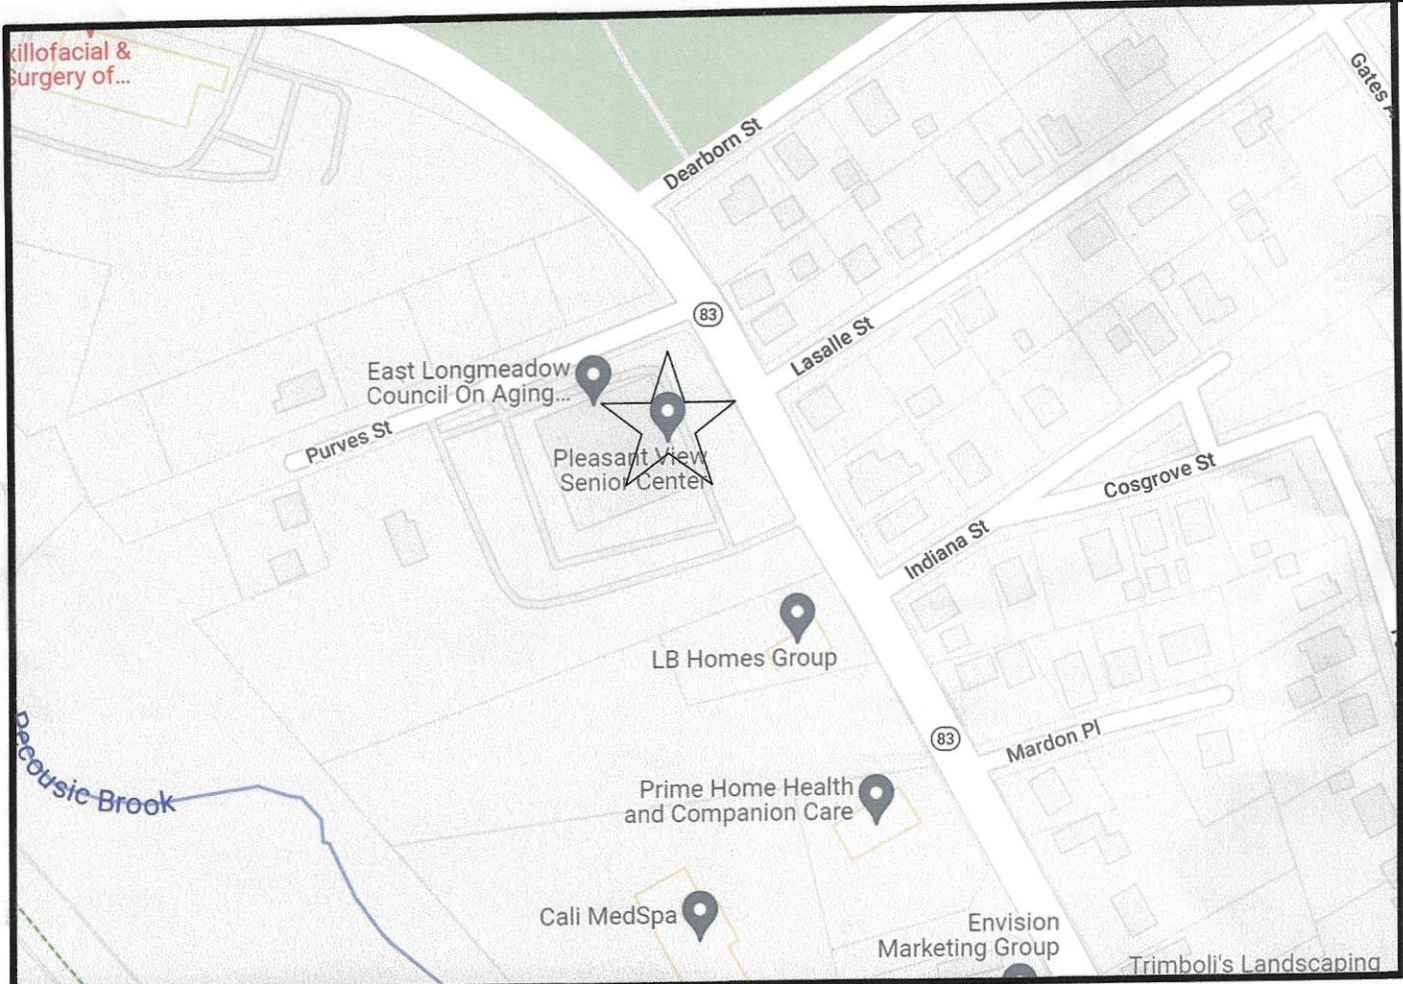 xillofacial &
Surgery of...
Gates
Dearborn St
83
Lasalle St
East Longmeadow
Council On Aging...
Purves St
Pleasant View
Senior Center
Cosgrove St
Indiana St
LB Homes Group
Pecousic Brook
83
Mardon Pl
Prime Home Health
and Companion Care
Cali MedSpa
Envision
Marketing Group
Trimboli's Landscaping